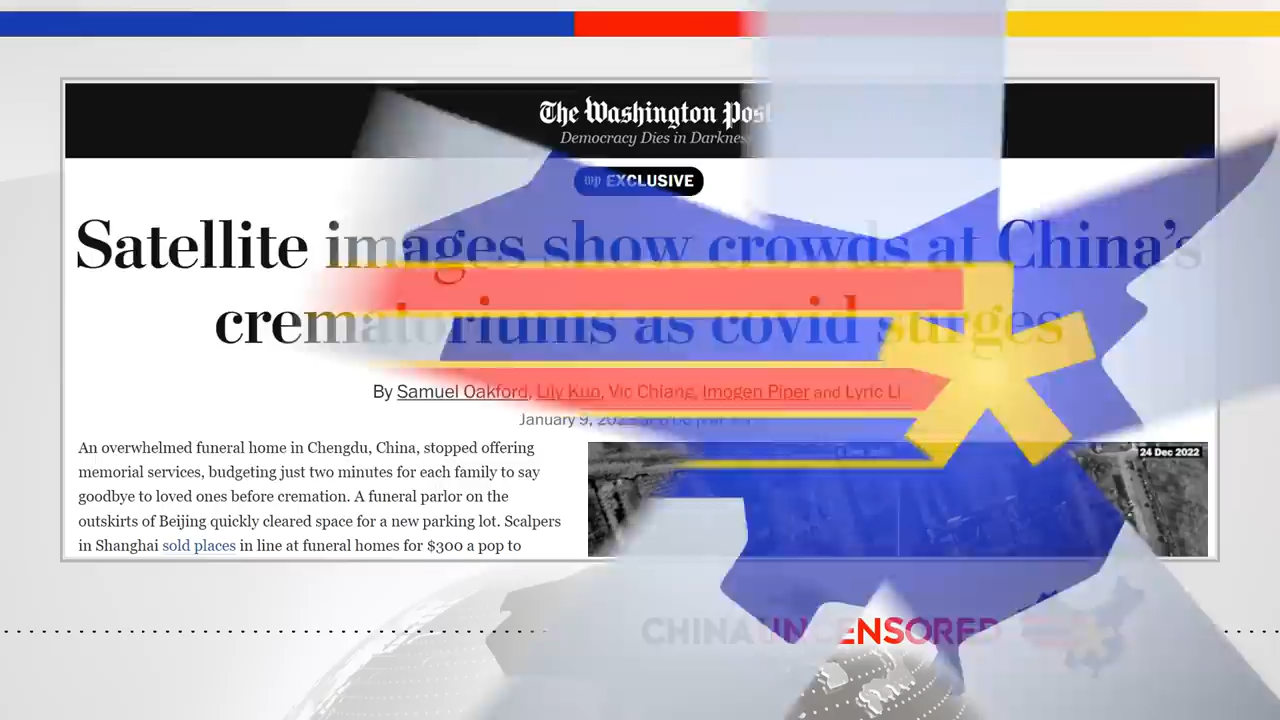 The Washington Post
Democracy Dies in Darkness
wp EXCLUSIVE
Satellite images show crowds at China's
crematoriums as covid surges
By Samuel Oakford, Lily Kuo, Vic Chiang, Imogen Piper and Lyric Li
January 9,
An overwhelmed funeral home in Chengdu, China, stopped offering
memorial services, budgeting just two minutes for each family to say
goodbye to loved ones before cremation. A funeral parlor on the
outskirts of Beijing quickly cleared space for a new parking lot. Scalpers
in Shanghai sold places in line at funeral homes for $300 a pop to
24 Dec 2022
CHINA UNCENSORED